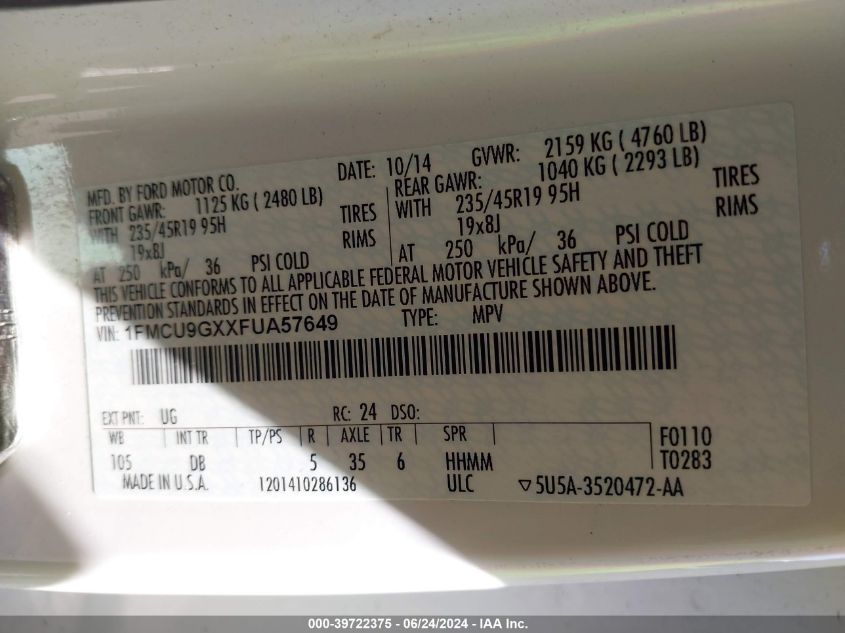 MFD. BY FORD MOTOR CO. DATE: 10/14 GVWR: 2159 KG ( 4760 LB)
FRONT GAWR: 1125 KG ( 2480 LB) REAR GAWR: 1040 KG ( 2293 LB)
WITH 235/45R19 95H TIRES WITH 235/45R19 95H TIRES
19x8J RIMS 19x8J RIMS
AT 250 kPa/ 36 PSI COLD AT 250 kPa/ 36 PSI COLD
THIS VEHICLE CONFORMS TO ALL APPLICABLE FEDERAL MOTOR VEHICLE SAFETY AND THEFT
PREVENTION STANDARDS IN EFFECT ON THE DATE OF MANUFACTURE SHOWN ABOVE.
VIN: 1FMCU9GXXFUA57649 TYPE: MPV
EXT PNT: UG RC: 24 DSO:
WB INT TR TP/PS R AXLE TR SPR F0110
105 DB 5 35 6 HHMM T0283
MADE IN U.S.A. 1201410286136 ULC ▽5U5A-3520472-AA
000-39722375 - 06/24/2024 - IAA Inc.